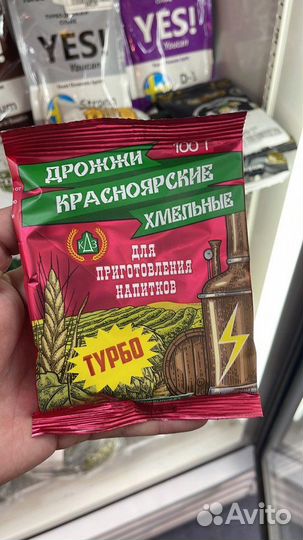 YES!
YES!
ДРОЖЖИ
100 Г
КРАСНОЯРСКИЕ
ХМЕЛЬНЫЕ
КДЗ
ДЛЯ
ПРИГОТОВЛЕНИЯ
НАПИТКОВ
ТУРБО
Avito